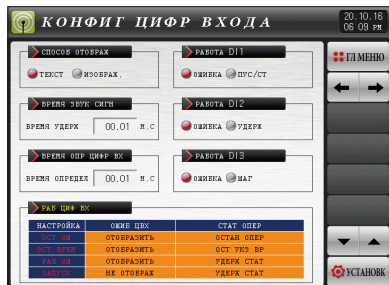 КОНФИГ ЦИФР ВХОДА
20.10.16
06 09 PM
СПОСОВ ОТОБРАЖ
ТЕКСТ ИЗОБРАХ.
РАБОТА DI1
ОШИБКА ПУС/СТ
ГЛ МЕНЮ
ВРЕМЯ ЗВУК СИГН
ВРЕМЯ УДЕРЖ 00.01 М.С
РАБОТА DI2
ОШИБКА УДЕРЖ
ВРЕМЯ ОПР ЦИФР ВХ
ВРЕМЯ ОПРЕДЕЛ 00.01 М.С
РАБОТА DI3
ОШИБКА ШАГ
РАБ ЦИФ ВХ
НАСТРОЙКА ОШИБ ЦВХ СТАТ ОПЕР
ОСТ ОШ ОТОБРАЗИТЬ ОСТАН ОПЕР
ОСТ ВРЕМ ОТОБРАЗИТЬ ОСТ УКЗ ВР
РАБ ОШ ОТОБРАЗИТЬ УДЕРЖ СТАТ
ЗАПУСК НЕ ОТОБРАЖ УДЕРЖ СТАТ
УСТАНОВК